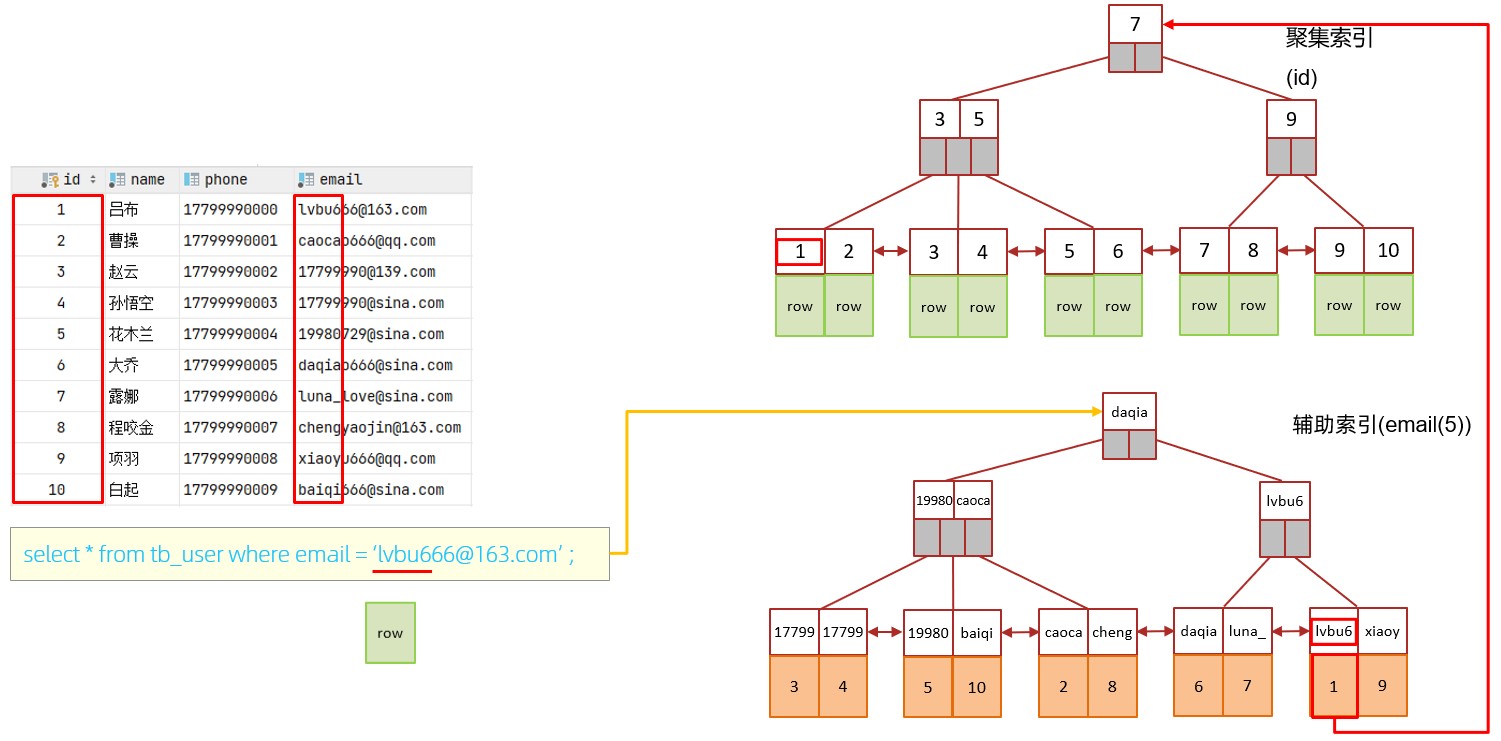 id name phone email
1 吕布 17799990000 lvbu666@163.com
2 曹操 17799990001 caocao666@qq.com
3 赵云 17799990002 17799990@139.com
4 孙悟空 17799990003 17799990@sina.com
5 花木兰 17799990004 19980729@sina.com
6 大乔 17799990005 daqiao666@sina.com
7 露娜 17799990006 luna_love@sina.com
8 程咬金 17799990007 chengyaojin@163.com
9 项羽 17799990008 xiaoyu666@qq.com
10 白起 17799990009 baiqi666@sina.com
select * from tb_user where email = ‘lvbu666@163.com’ ;
row
7
聚集索引
(id)
3 5 9
1 2 3 4 5 6 7 8 9 10
row row row row row row row row row row
daqia
辅助索引(email(5))
19980 caoca lvbu6
17799 17799 19980 baiqi caoca cheng daqia luna_ lvbu6 xiaoy
3 4 5 10 2 8 6 7 1 9